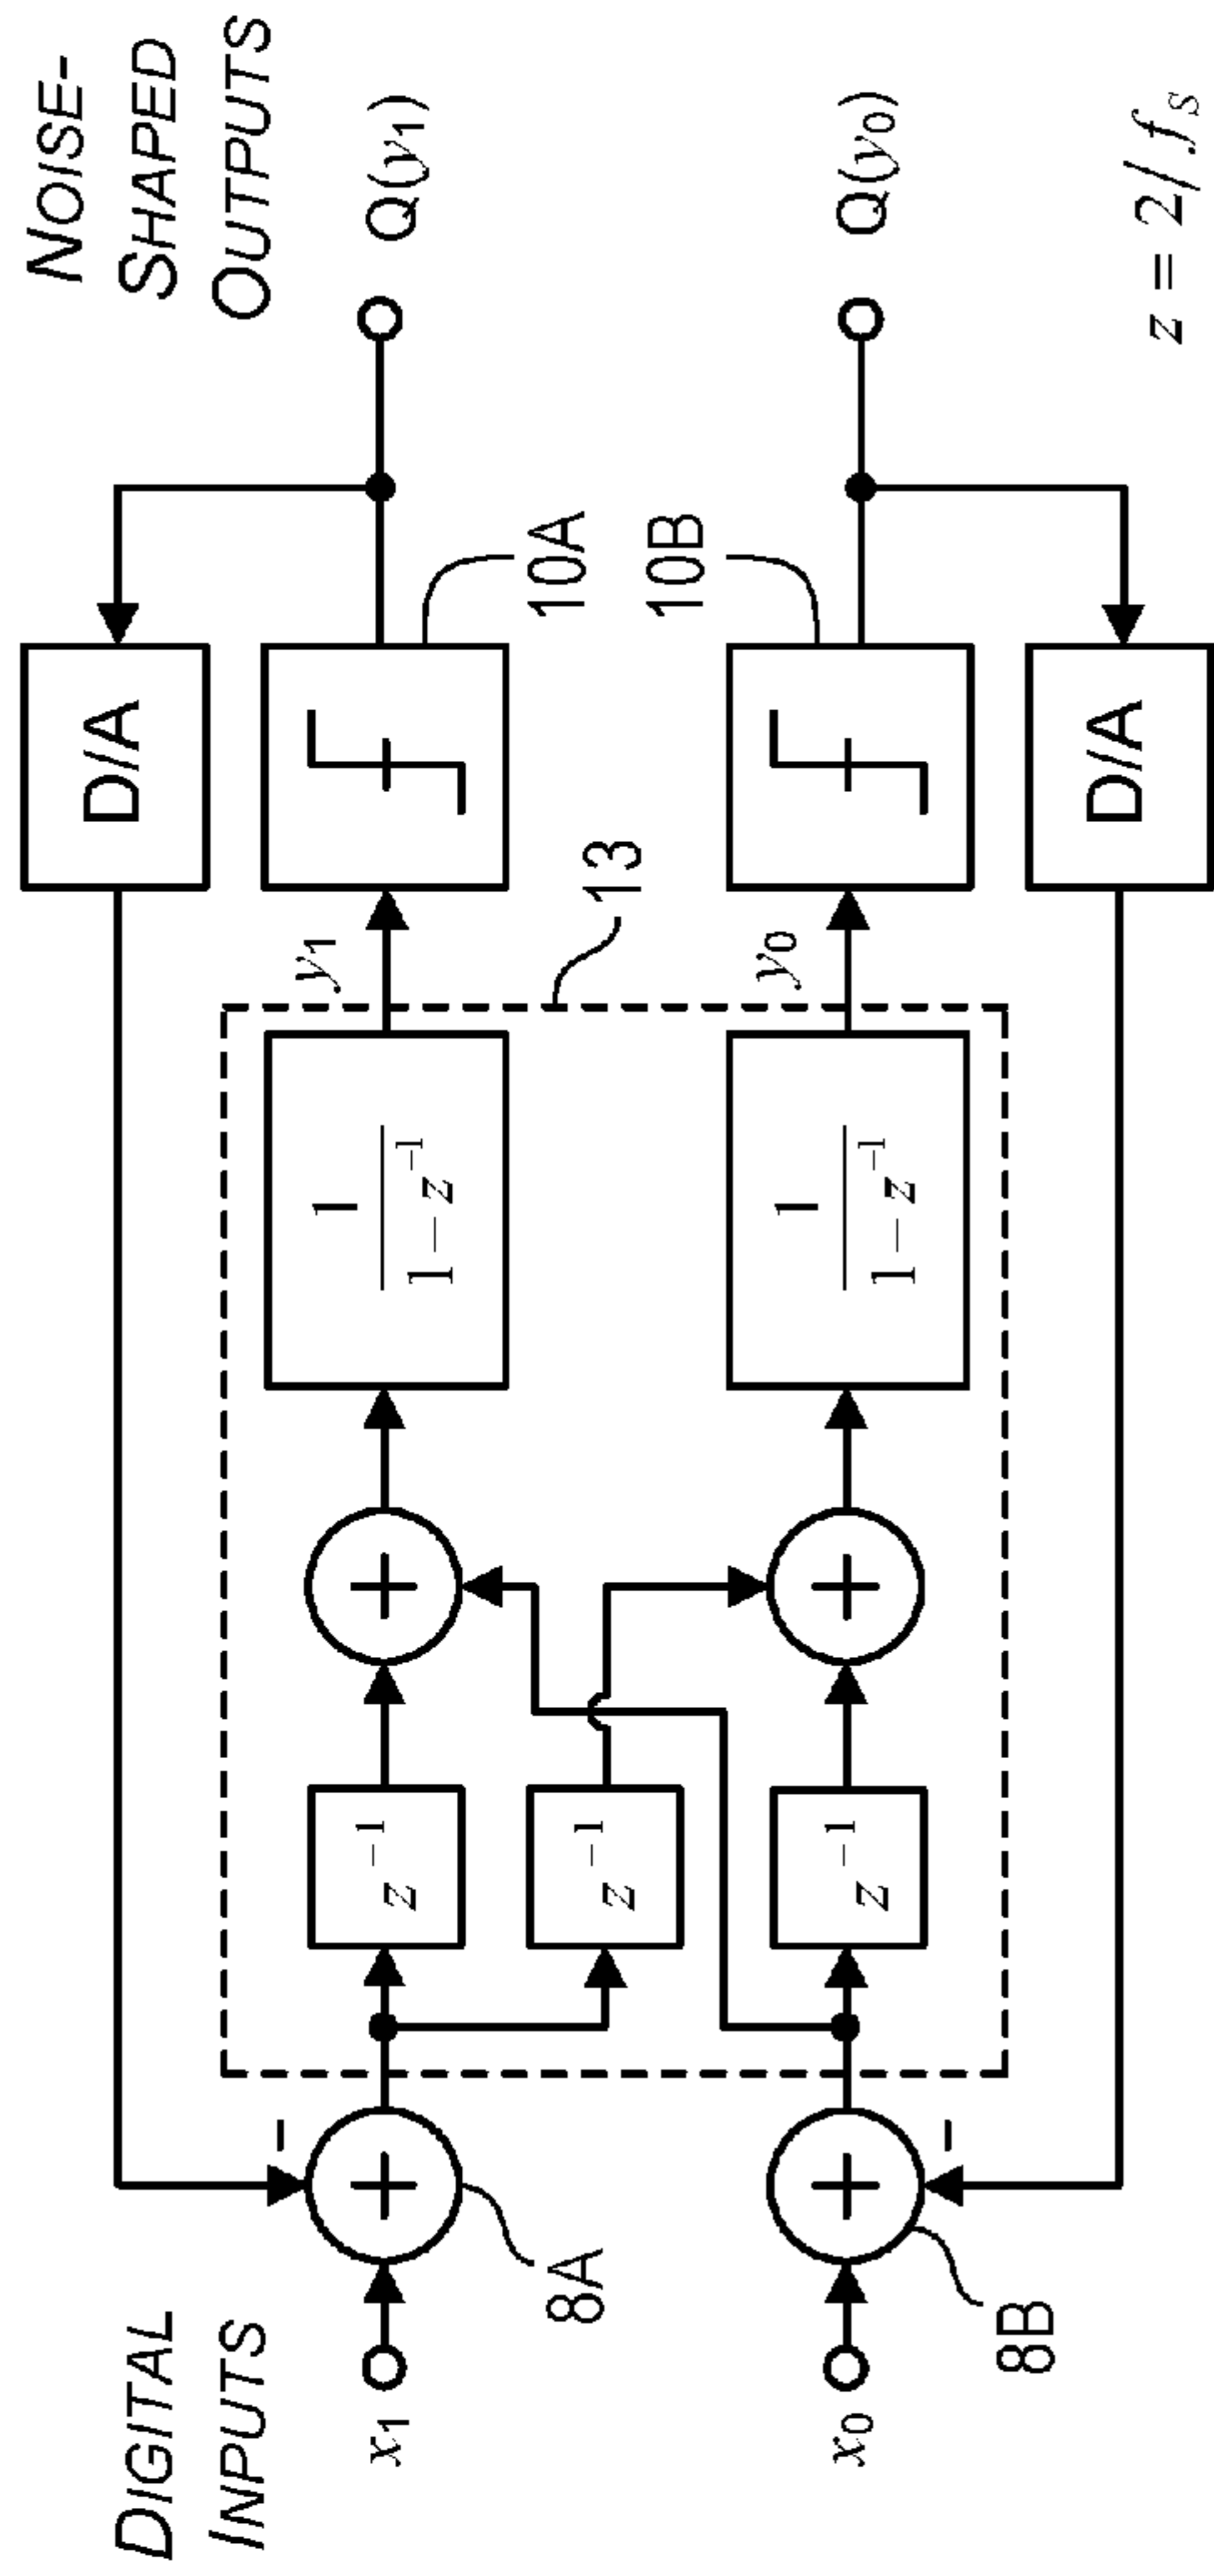 DIGITAL
INPUTS
NOISE-
SHAPED
OUTPUTS
D/A
x₁
+
−
8A
z⁻¹
+
1
1 − z⁻¹
y₁
10A
Q(y₁)
z⁻¹
13
x₀
+
−
8B
z⁻¹
+
1
1 − z⁻¹
y₀
10B
Q(y₀)
D/A
z = 2/fS